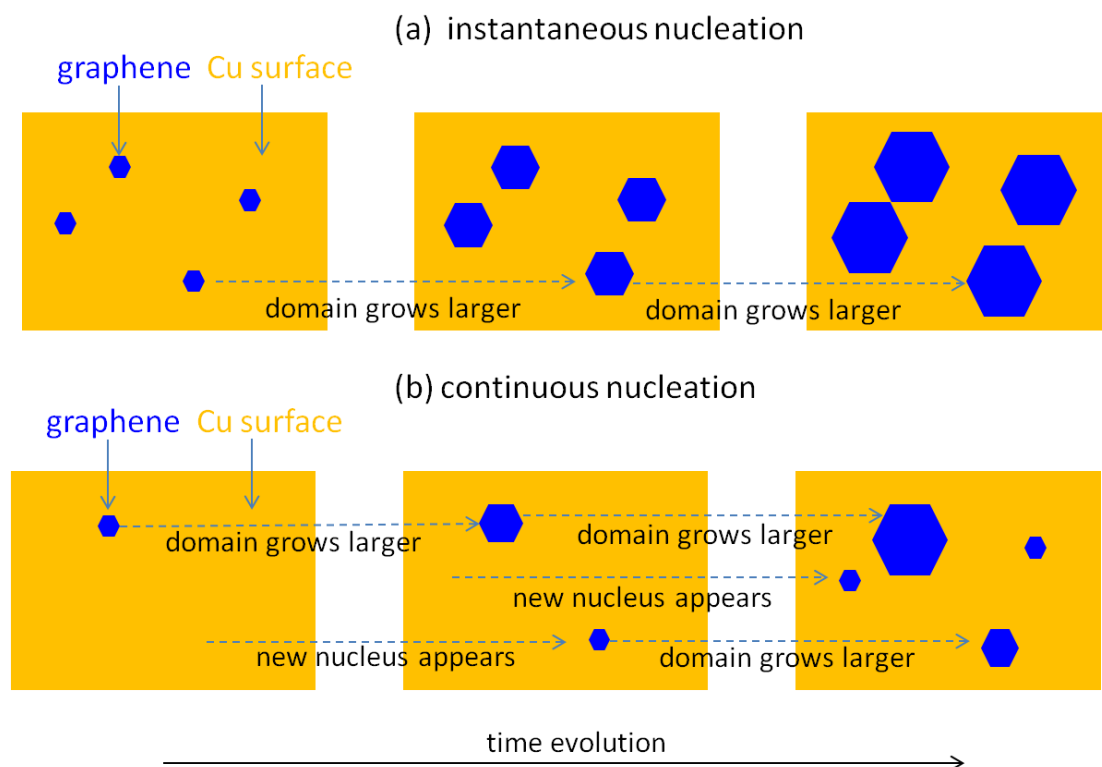 (a) instantaneous nucleation
graphene Cu surface
domain grows larger
domain grows larger
(b) continuous nucleation
graphene Cu surface
domain grows larger
domain grows larger
new nucleus appears
new nucleus appears
domain grows larger
time evolution